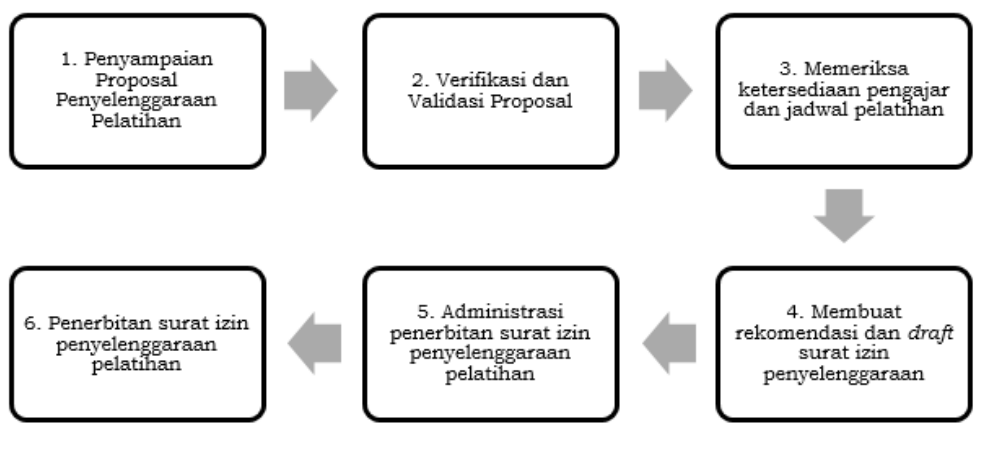 1. Penyampaian
Proposal
Penyelenggaraan
Pelatihan
2. Verifikasi dan
Validasi Proposal
3. Memeriksa
ketersediaan pengajar
dan jadwal pelatihan
4. Membuat
rekomendasi dan draft
surat izin
penyelenggaraan
5. Administrasi
penerbitan surat izin
penyelenggaraan
pelatihan
6. Penerbitan surat izin
penyelenggaraan
pelatihan